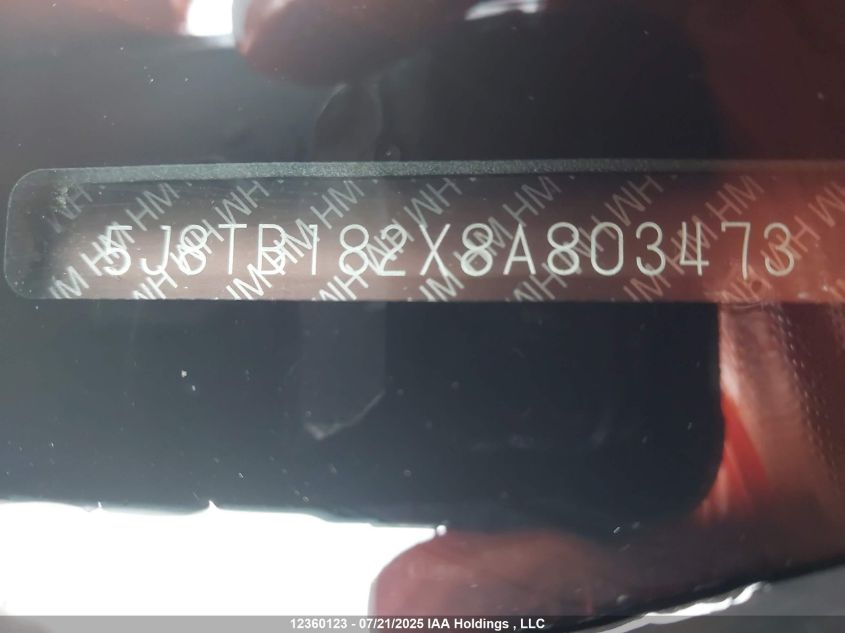 5J8TB182X8A803473
12360123 - 07/21/2025 IAA Holdings , LLC